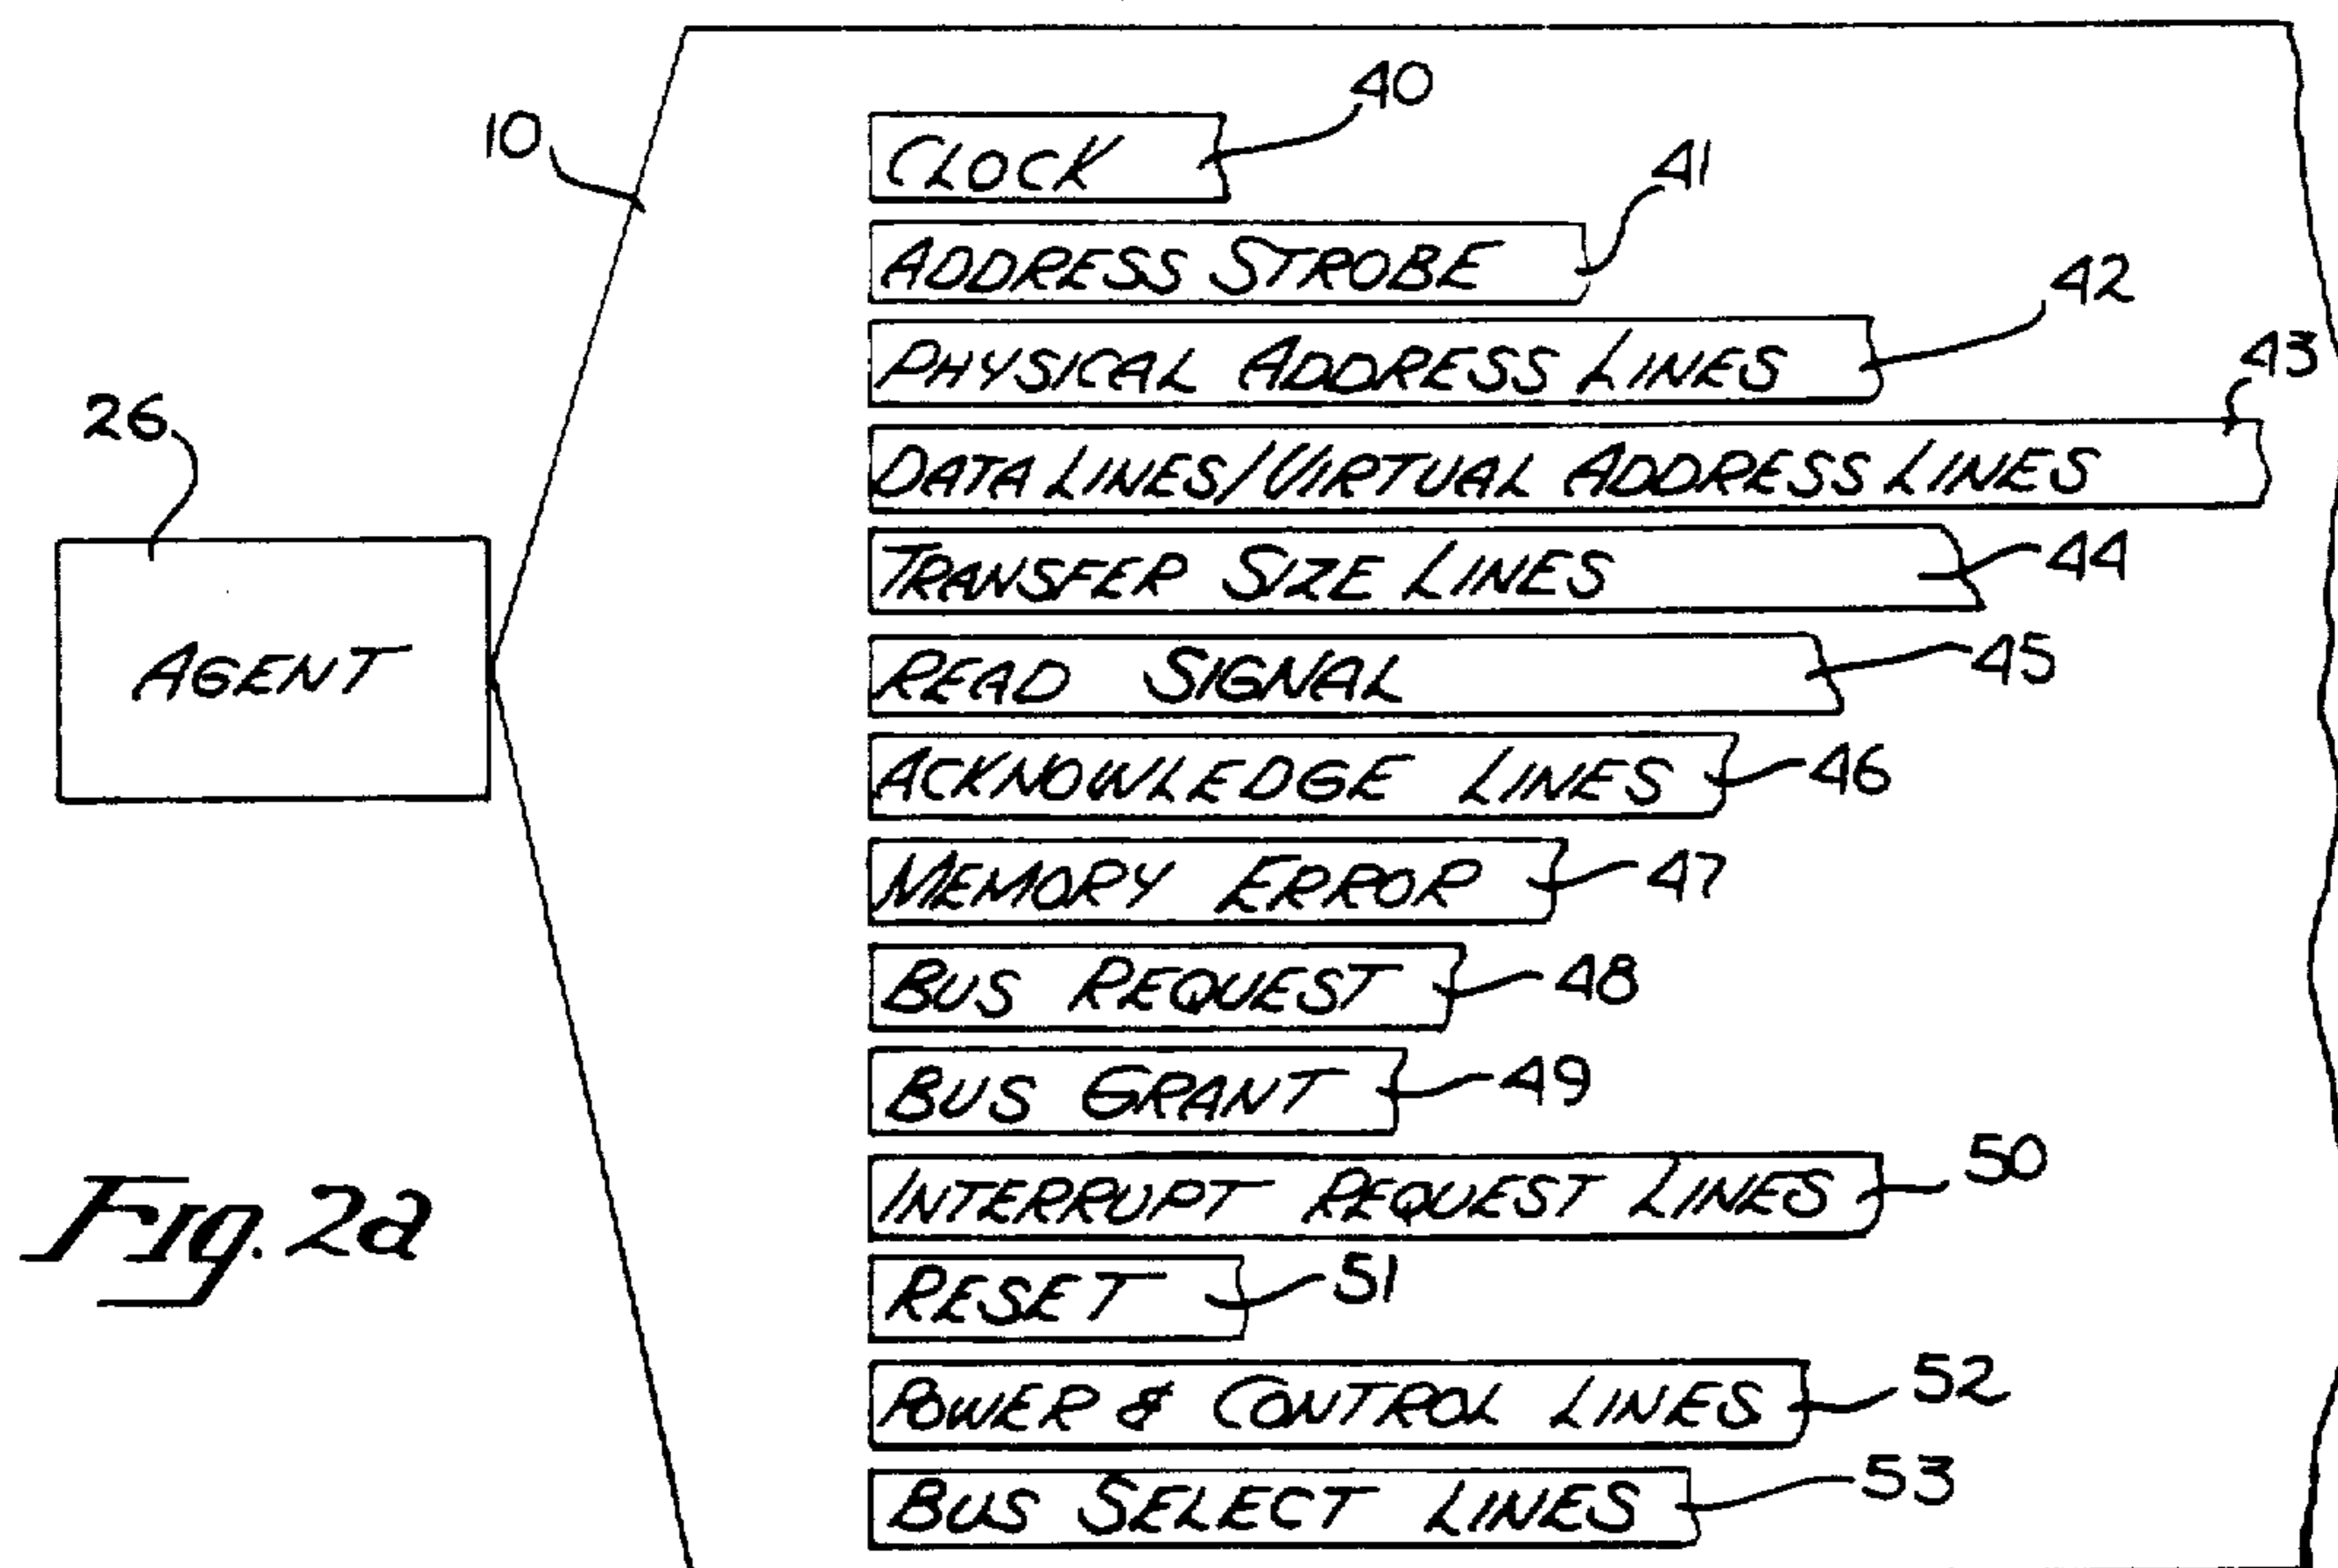 10
CLOCK 40
ADDRESS STROBE 41
PHYSICAL ADDRESS LINES 42
DATA LINES/VIRTUAL ADDRESS LINES 43
TRANSFER SIZE LINES 44
READ SIGNAL 45
ACKNOWLEDGE LINES 46
MEMORY ERROR 47
BUS REQUEST 48
BUS GRANT 49
INTERRUPT REQUEST LINES 50
RESET 51
POWER & CONTROL LINES 52
BUS SELECT LINES 53
26
AGENT
Fig. 2a